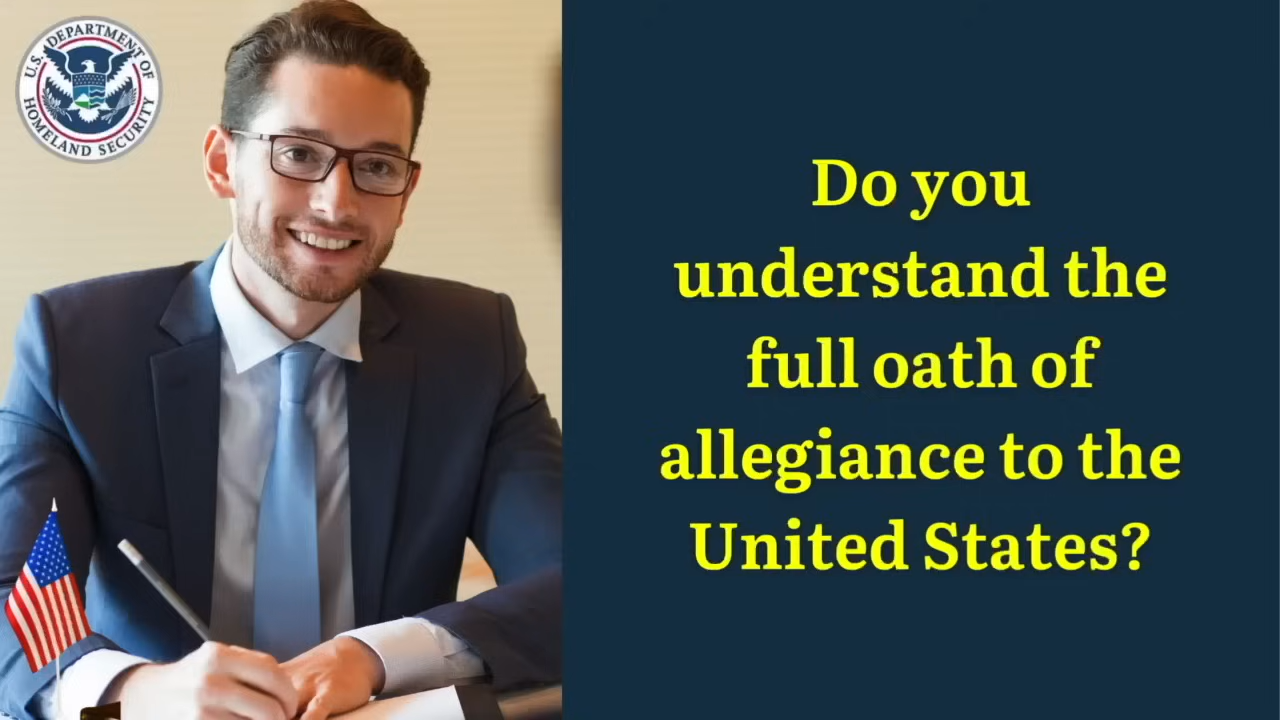 U.S. DEPARTMENT OF
HOMELAND SECURITY
Do you
understand the
full oath of
allegiance to the
United States?